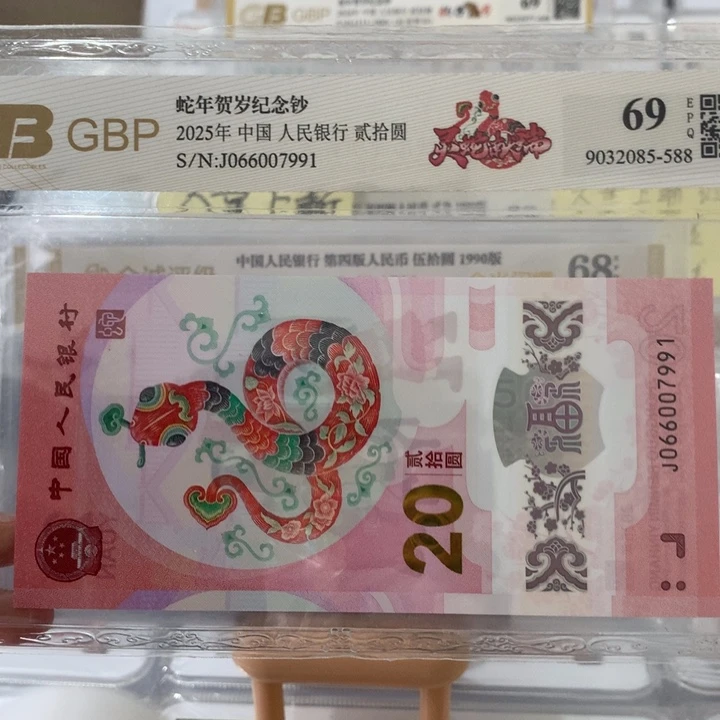 GBP
69
GBP
蛇年贺岁纪念钞
2025年 中国 人民银行 贰拾圆
S/N:J066007991
69
EPQ
9032085-588
中国人民银行 第四版人民币 伍拾圆 1990版
68
中国人民银行
贰拾圆
20
福
J066007991